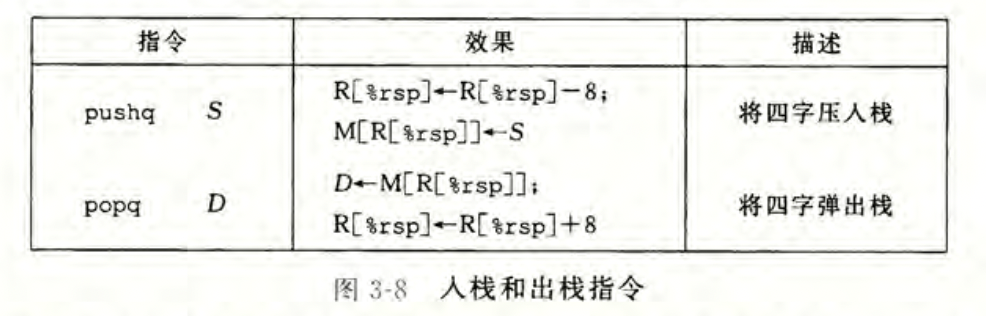 指令 效果 描述
pushq S R[%rsp]←R[%rsp]－8; 将四字压入栈
M[R[%rsp]]←S
popq D D←M[R[%rsp]]; 将四字弹出栈
R[%rsp]←R[%rsp]＋8
图 3-8 入栈和出栈指令